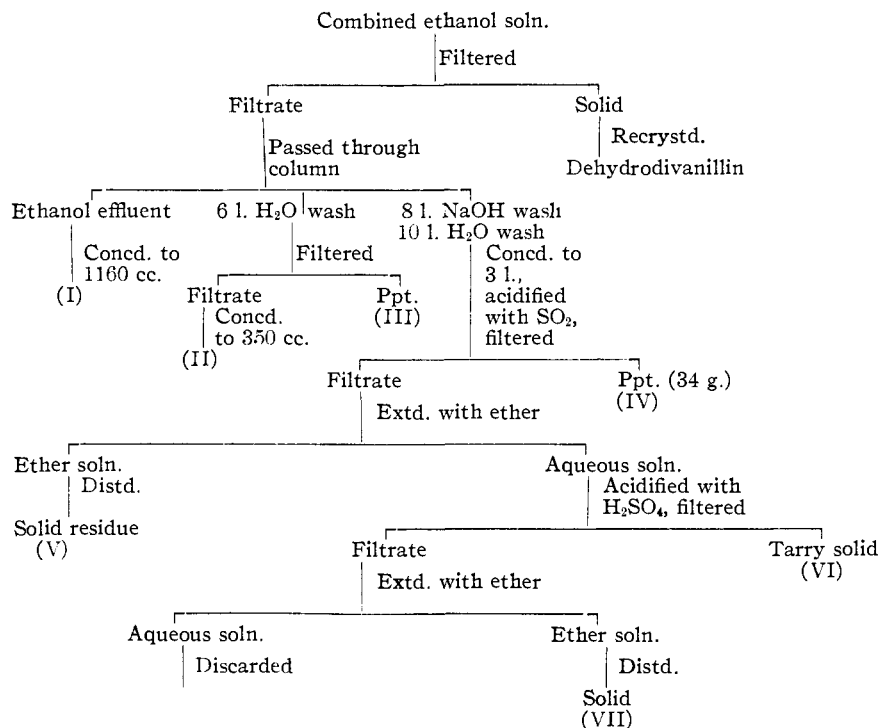 Combined ethanol soln.
Filtered
Filtrate Solid
Recrystd.
Dehydrodivanillin
Passed through
column
Ethanol effluent 6 l. H₂O wash 8 l. NaOH wash
10 l. H₂O wash
Concd. to
1160 cc.
(I)
Filtered
Filtrate Ppt.
(III)
Concd.
to 350 cc.
(II)
Concd. to
3 l.,
acidified
with SO₂,
filtered
Filtrate Ppt. (34 g.)
(IV)
Extd. with ether
Ether soln. Aqueous soln.
Distd.
Solid residue
(V)
Acidified with
H₂SO₄, filtered
Filtrate Tarry solid
(VI)
Extd. with ether
Aqueous soln. Ether soln.
Discarded Distd.
Solid
(VII)